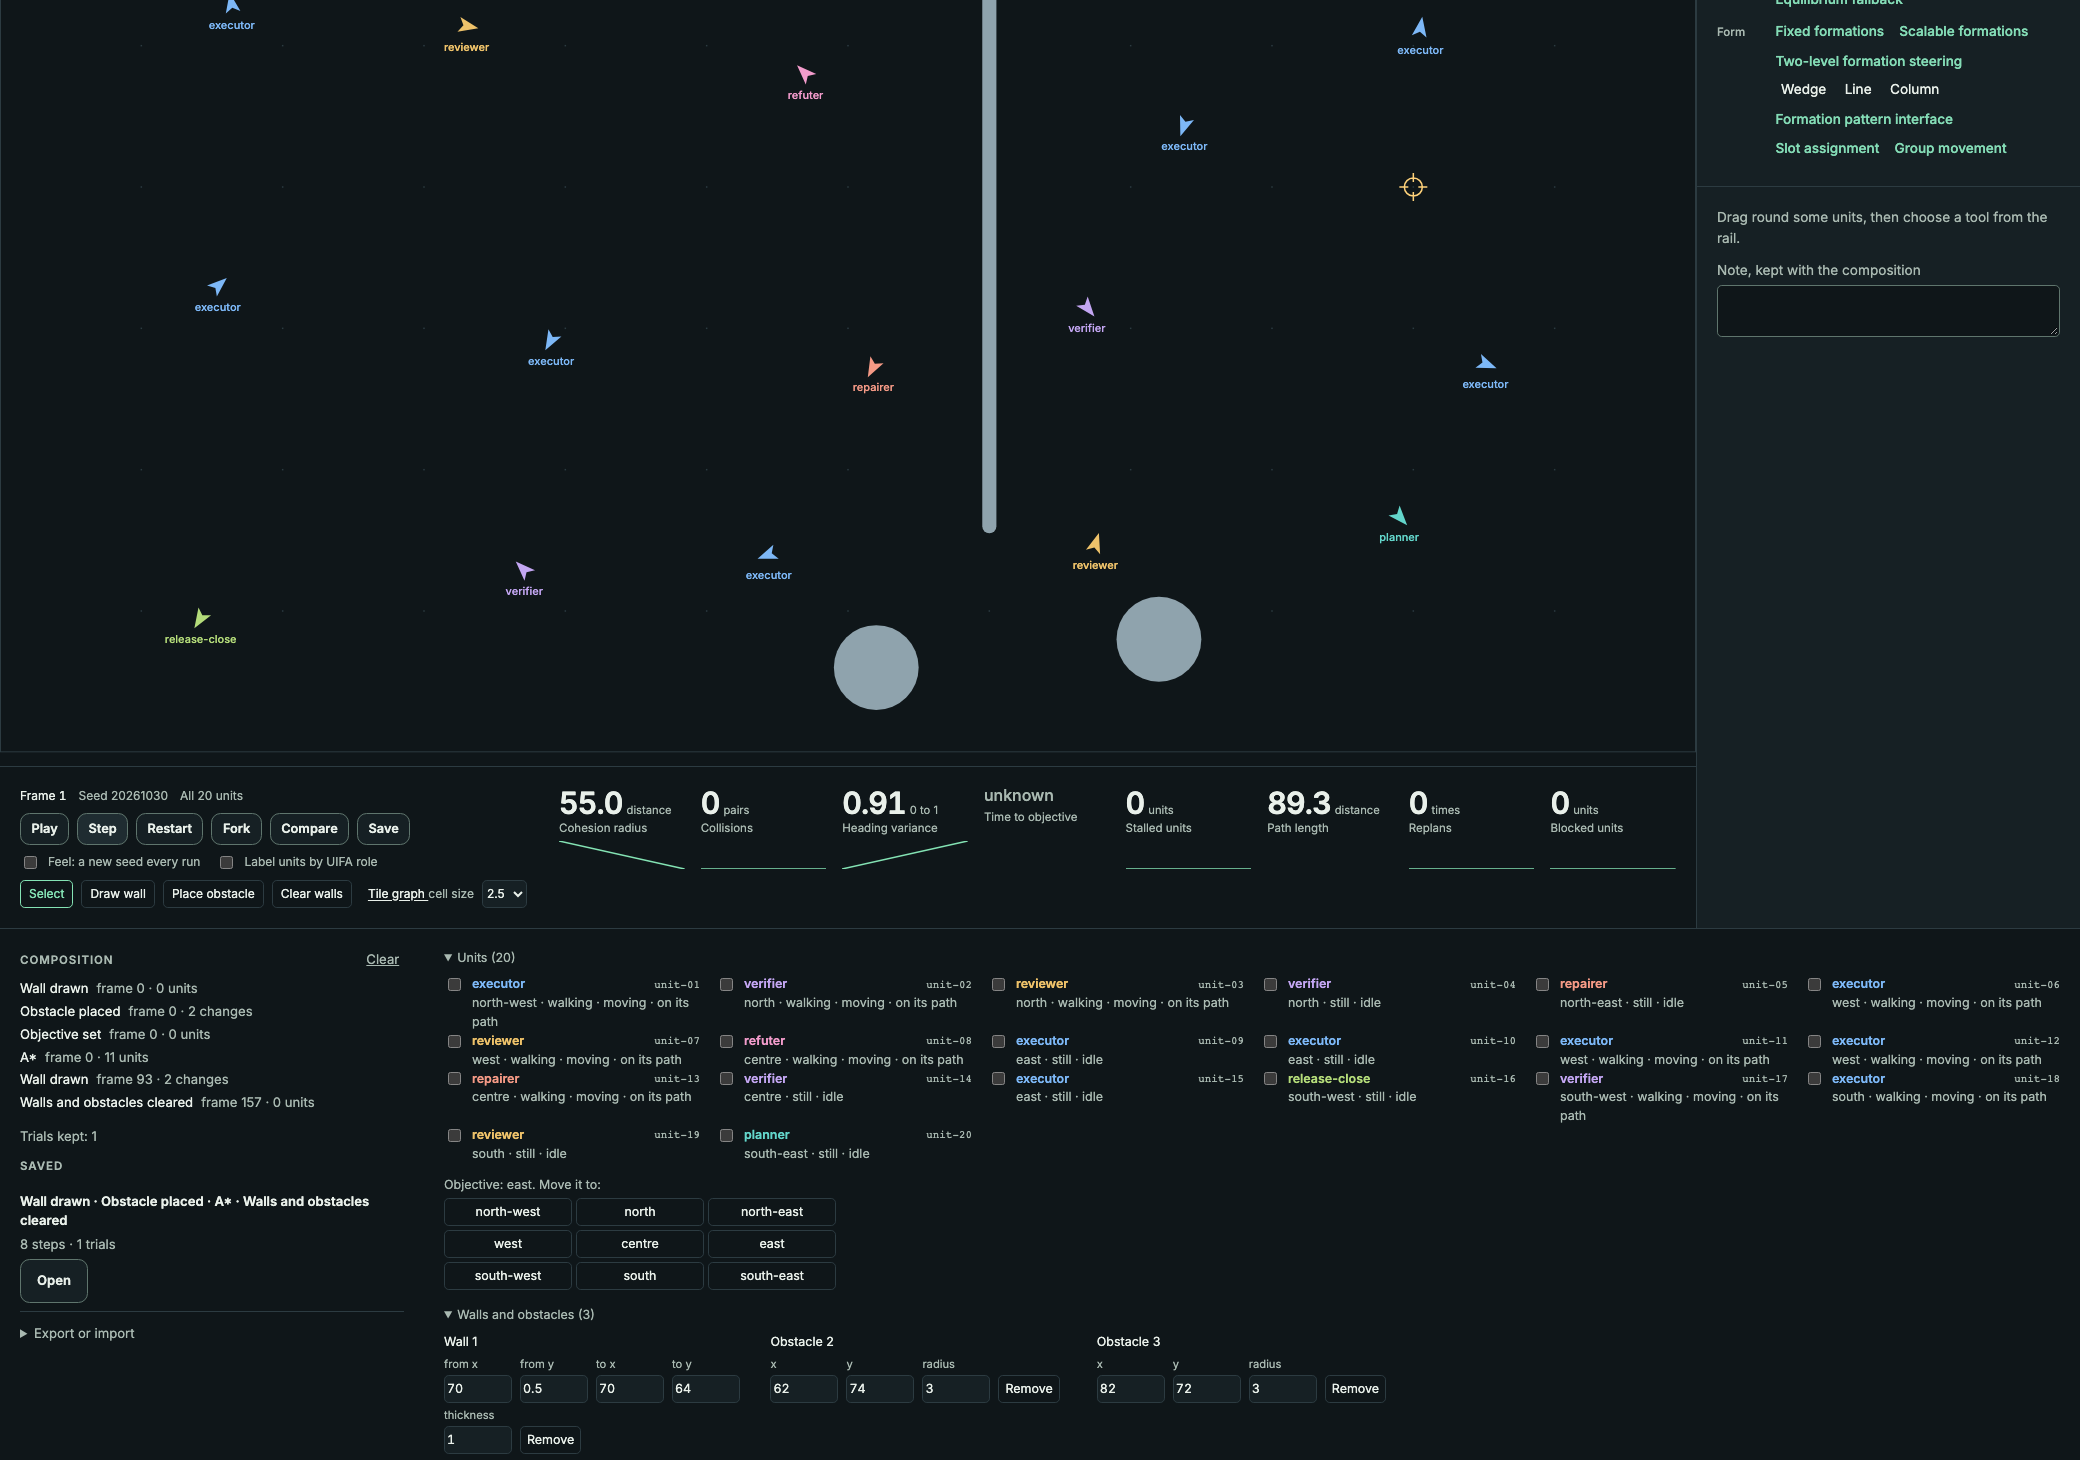 executor
reviewer
refuter
executor
executor
executor
executor
repairer
verifier
executor
verifier
executor
reviewer
planner
release-close
Equilibrium fallback
Form
Fixed formations Scalable formations
Two-level formation steering
Wedge Line Column
Formation pattern interface
Slot assignment Group movement
Drag round some units, then choose a tool from the
rail.
Note, kept with the composition
Frame 1 Seed 20261030 All 20 units
Play Step Restart Fork Compare Save
Feel: a new seed every run Label units by UIFA role
Select Draw wall Place obstacle Clear walls Tile graph cell size 2.5
55.0 distance
Cohesion radius
0 pairs
Collisions
0.91 0 to 1
Heading variance
unknown
Time to objective
0 units
Stalled units
89.3 distance
Path length
0 times
Replans
0 units
Blocked units
COMPOSITION Clear
Wall drawn frame 0 · 0 units
Obstacle placed frame 0 · 2 changes
Objective set frame 0 · 0 units
A* frame 0 · 11 units
Wall drawn frame 93 · 2 changes
Walls and obstacles cleared frame 157 · 0 units
Trials kept: 1
SAVED
Wall drawn · Obstacle placed · A* · Walls and obstacles
cleared
8 steps · 1 trials
Open
▶ Export or import
▼ Units (20)
executor unit-01
north-west · walking · moving · on its
path
verifier unit-02
north · walking · moving · on its path
reviewer unit-03
north · walking · moving · on its path
verifier unit-04
north · still · idle
repairer unit-05
north-east · still · idle
executor unit-06
west · walking · moving · on its path
reviewer unit-07
west · walking · moving · on its path
refuter unit-08
centre · walking · moving · on its path
executor unit-09
east · still · idle
executor unit-10
east · still · idle
executor unit-11
west · walking · moving · on its path
executor unit-12
west · walking · moving · on its path
repairer unit-13
centre · walking · moving · on its path
verifier unit-14
centre · still · idle
executor unit-15
east · still · idle
release-close unit-16
south-west · still · idle
verifier unit-17
south-west · walking · moving · on its
path
executor unit-18
south · walking · moving · on its path
reviewer unit-19
south · still · idle
planner unit-20
south-east · still · idle
Objective: east. Move it to:
north-west north north-east
west centre east
south-west south south-east
▼ Walls and obstacles (3)
Wall 1
from x from y to x to y
70 0.5 70 64
thickness
1 Remove
Obstacle 2
x y radius
62 74 3 Remove
Obstacle 3
x y radius
82 72 3 Remove